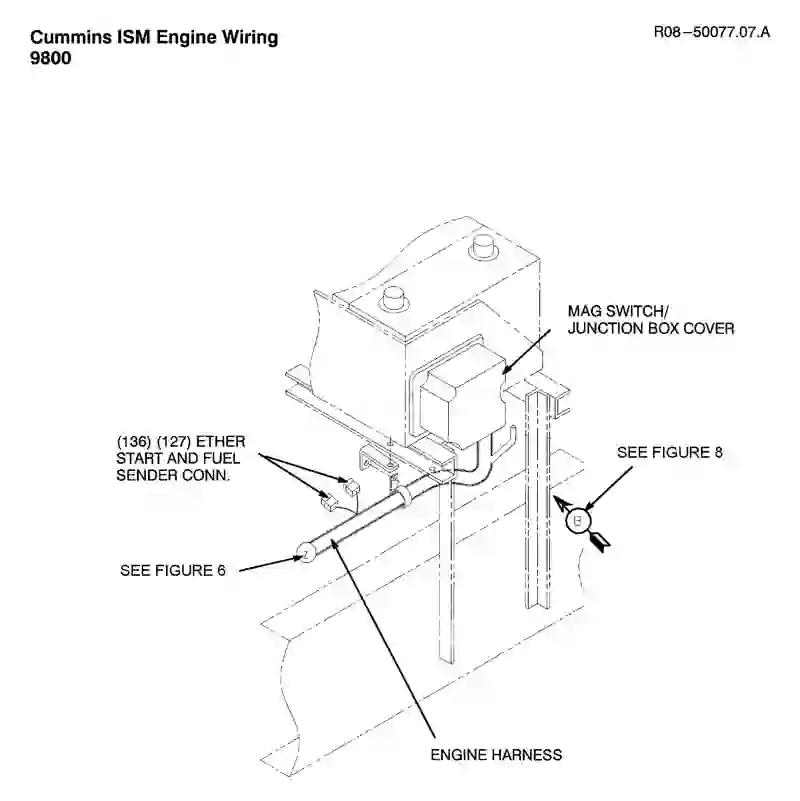 Cummins ISM Engine Wiring
9800
R08-50077.07.A
MAG SWITCH/
JUNCTION BOX COVER
(136) (127) ETHER
START AND FUEL
SENDER CONN.
SEE FIGURE 8
B
Z
SEE FIGURE 6
ENGINE HARNESS